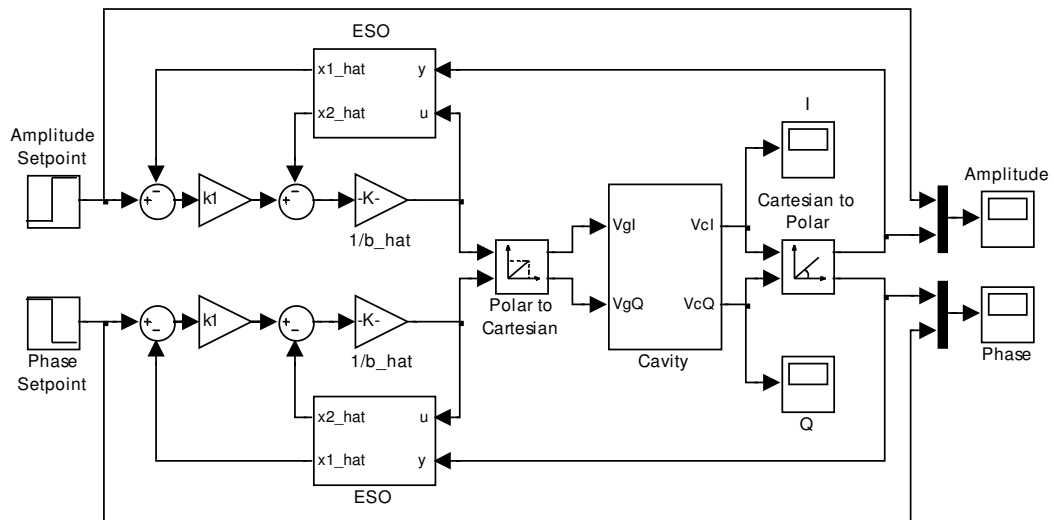 ESO
x1_hat
y
x2_hat
u
Amplitude
Setpoint
+
−
k1
+
−
-K-
1/b_hat
I
Cartesian to
Polar
Amplitude
VgI
VcI
VgQ
VcQ
Cavity
Polar to
Cartesian
Phase
Setpoint
+
−
k1
+
−
-K-
1/b_hat
Phase
x2_hat
u
x1_hat
y
ESO
Q